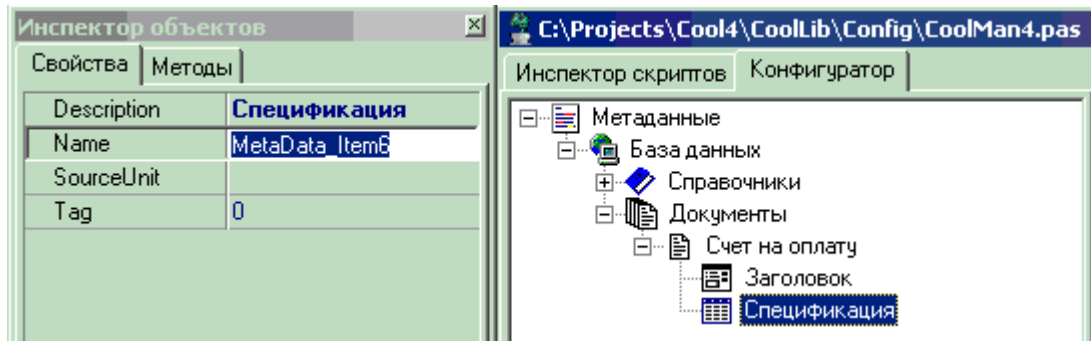 Инспектор объектов
Свойства Методы
Description Спецификация
Name MetaData_Item6
SourceUnit
Tag 0
C:\Projects\Cool4\CoolLib\Config\CoolMan4.pas
Инспектор скриптов Конфигуратор
Метаданные
База данных
Справочники
Документы
Счет на оплату
Заголовок
Спецификация